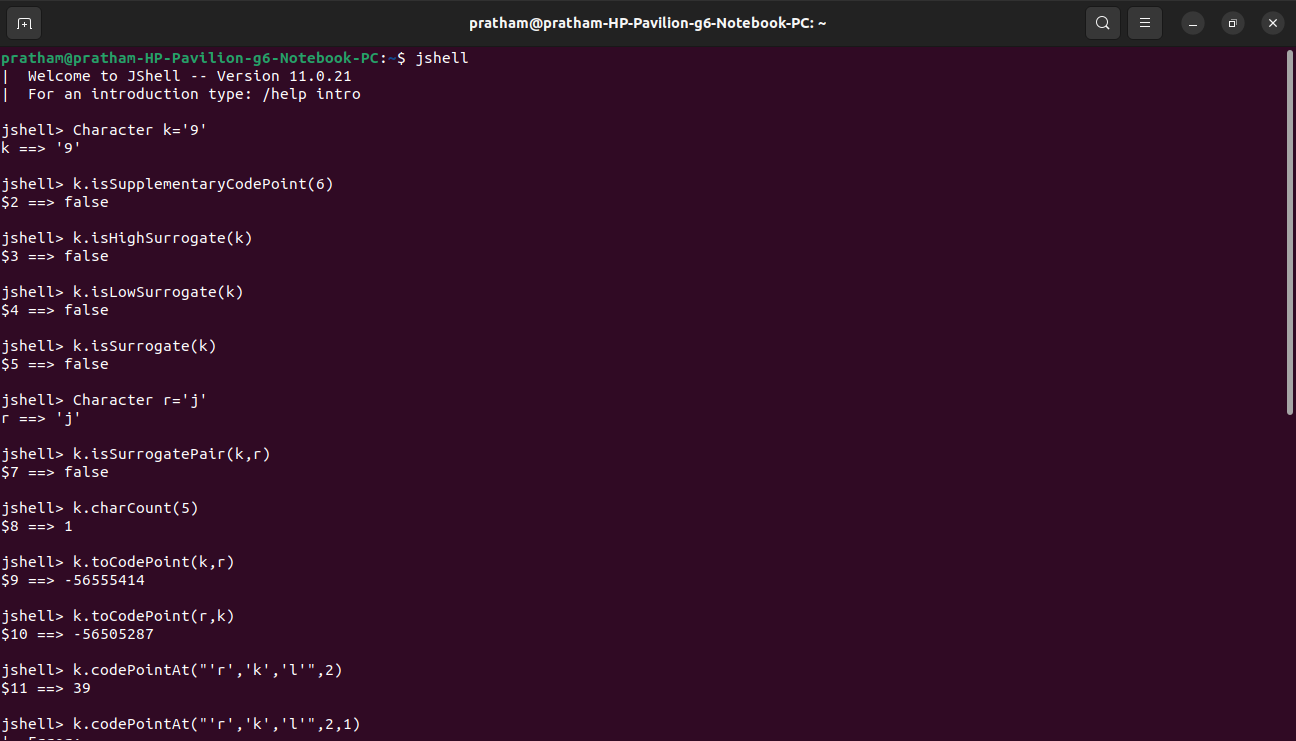 pratham@pratham-HP-Pavilion-g6-Notebook-PC: ~
pratham@pratham-HP-Pavilion-g6-Notebook-PC:~$ jshell
|  Welcome to JShell -- Version 11.0.21
|  For an introduction type: /help intro
jshell> Character k='9'
k ==> '9'
jshell> k.isSupplementaryCodePoint(6)
$2 ==> false
jshell> k.isHighSurrogate(k)
$3 ==> false
jshell> k.isLowSurrogate(k)
$4 ==> false
jshell> k.isSurrogate(k)
$5 ==> false
jshell> Character r='j'
r ==> 'j'
jshell> k.isSurrogatePair(k,r)
$7 ==> false
jshell> k.charCount(5)
$8 ==> 1
jshell> k.toCodePoint(k,r)
$9 ==> -56555414
jshell> k.toCodePoint(r,k)
$10 ==> -56505287
jshell> k.codePointAt("'r','k','l'",2)
$11 ==> 39
jshell> k.codePointAt("'r','k','l'",2,1)